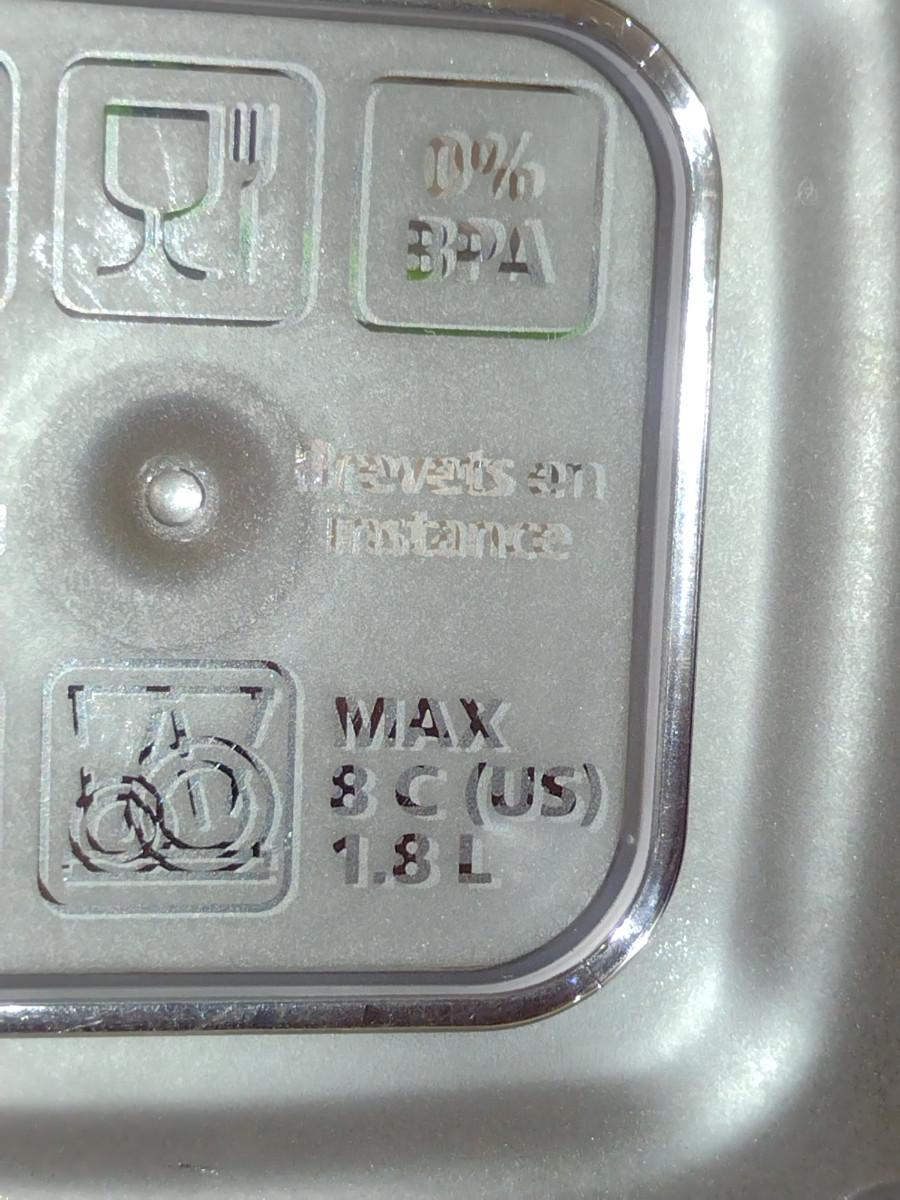 0%
BPA
Brevets en
instance
MAX
8 C (US)
1.8 L